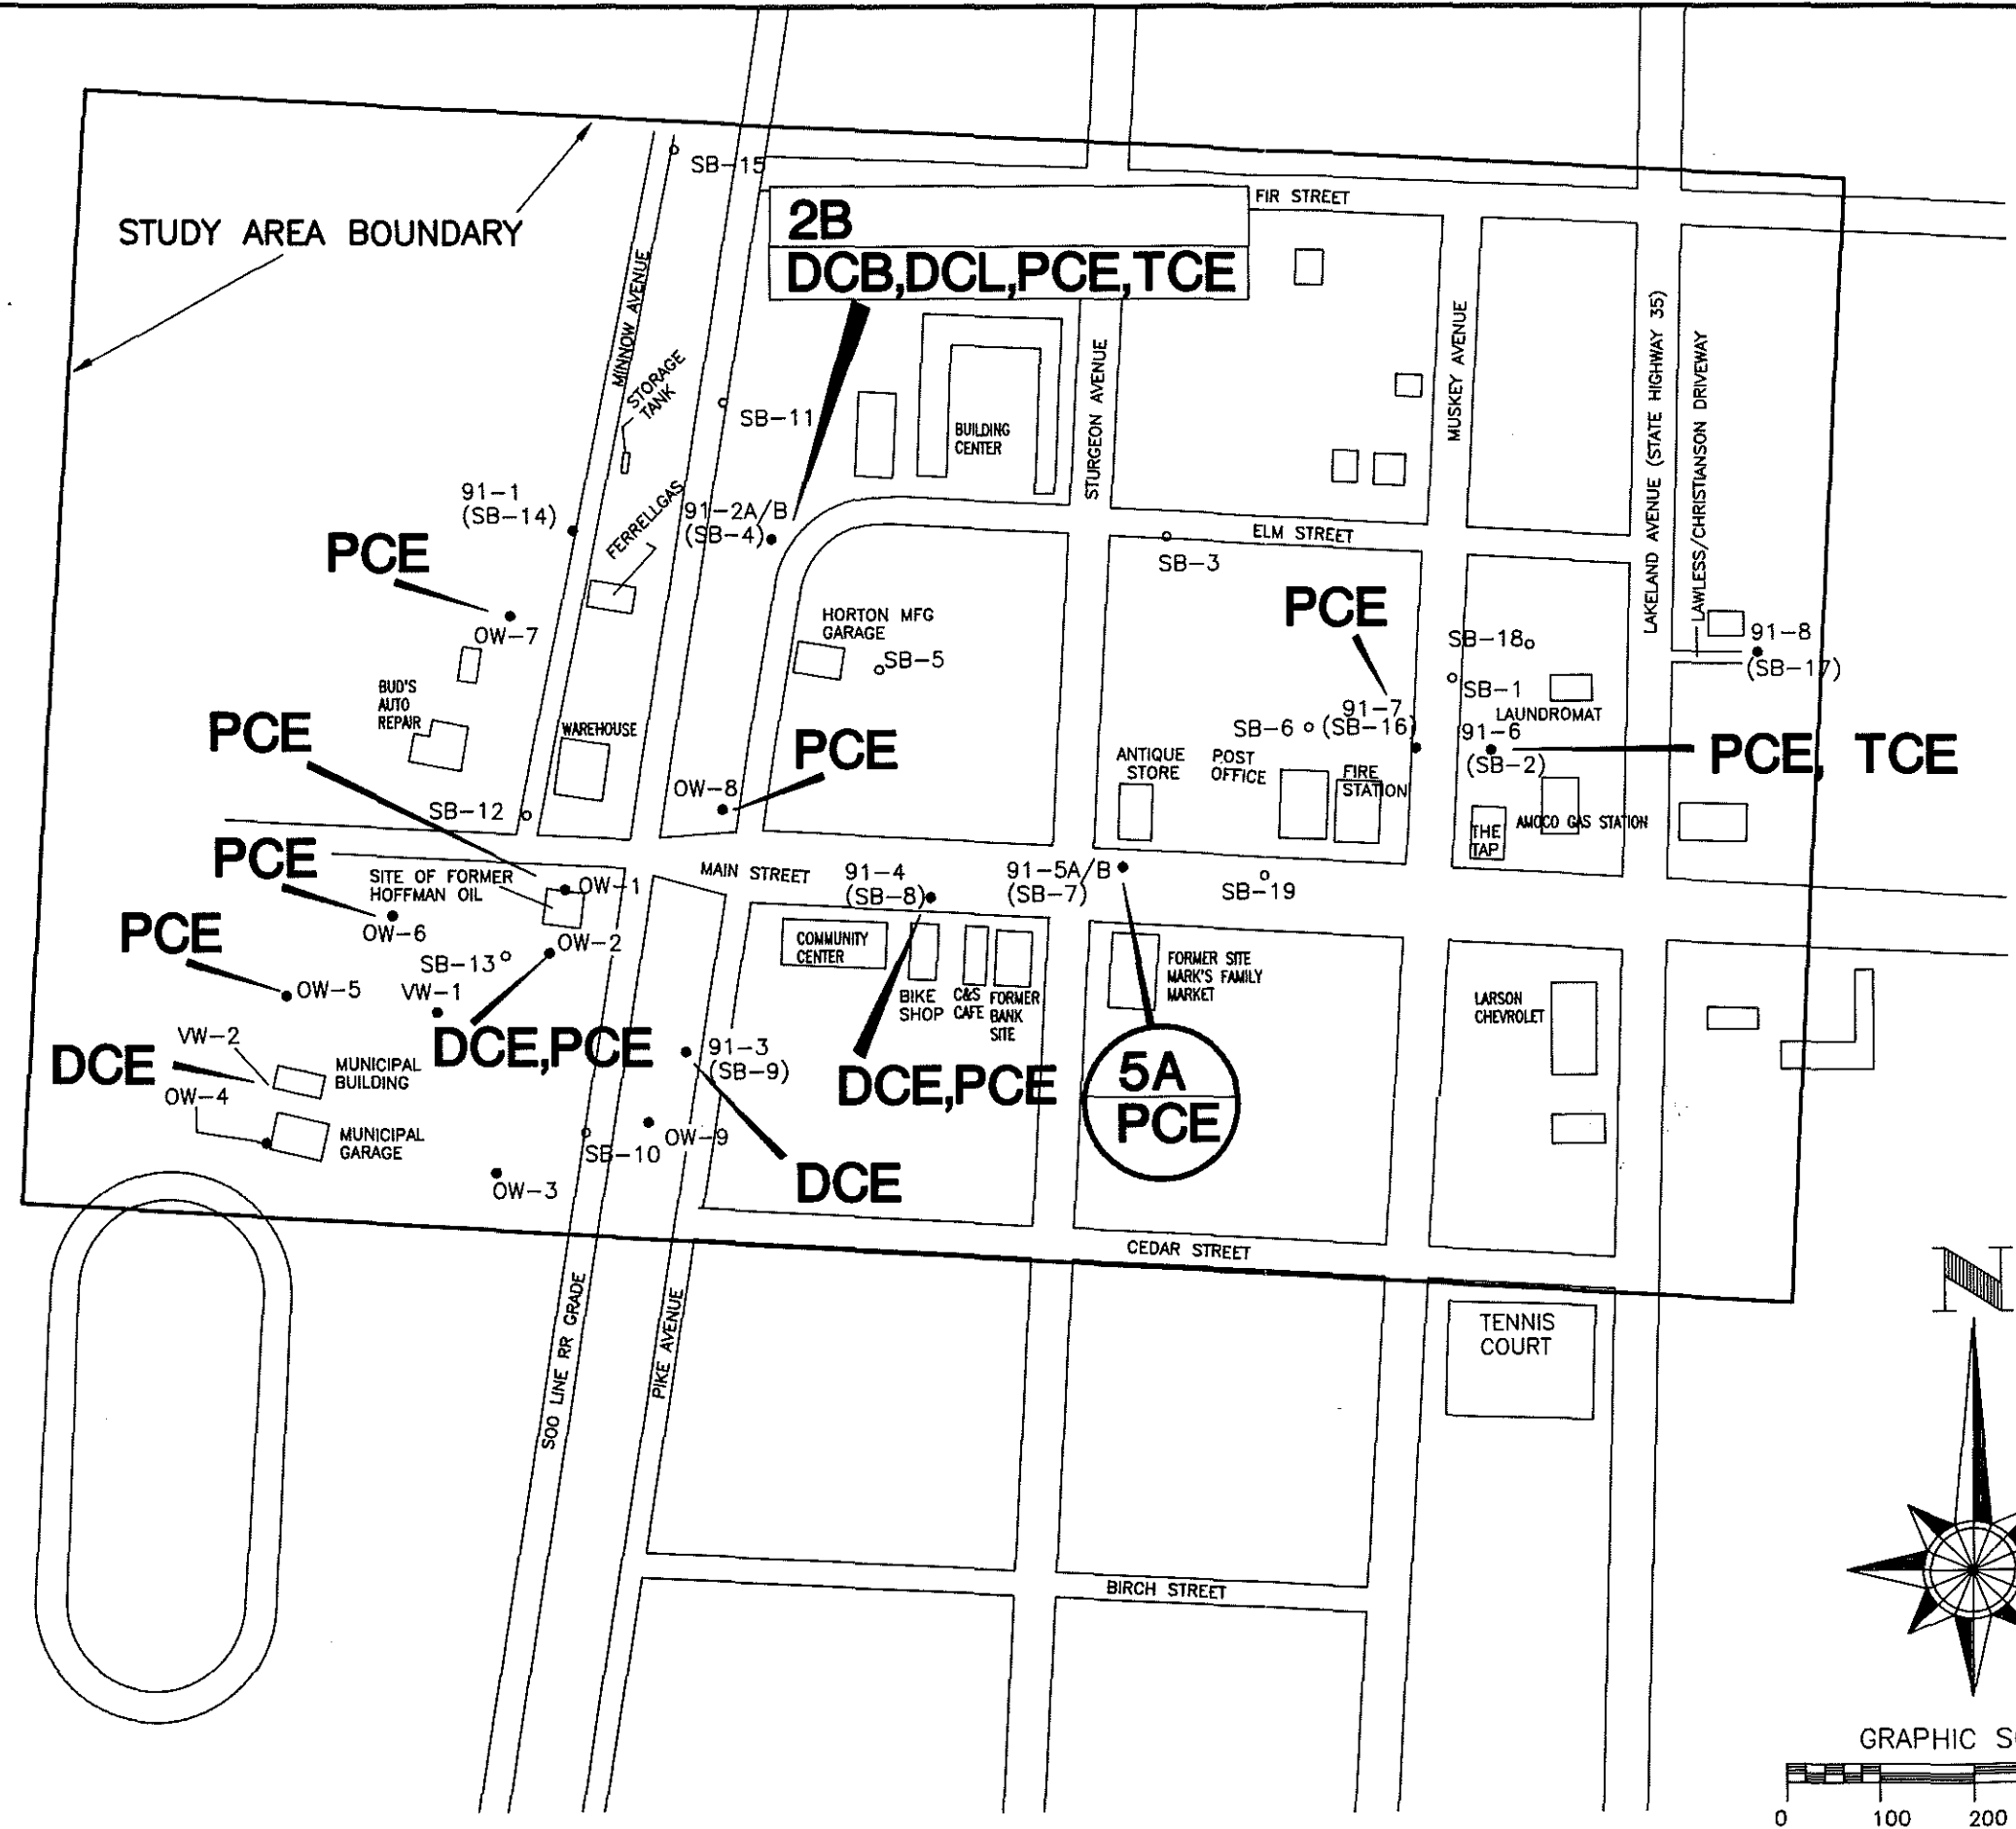 SB-15
FIR STREET
STUDY AREA BOUNDARY
2B
DCB,DCL,PCE,TCE
MINNOW AVENUE
STORAGE
TANK
SB-11
BUILDING
CENTER
STURGEON AVENUE
MUSKEY AVENUE
LAKELAND AVENUE (STATE HIGHWAY 35)
LAWLESS/CHRISTIANSON DRIVEWAY
91-1
(SB-14)
FERRELLGAS
91-2A/B
(SB-4)
ELM STREET
SB-3
PCE
OW-7
HORTON MFG
GARAGE
SB-5
PCE
SB-18
91-8
(SB-17)
SB-1
LAUNDROMAT
BUD'S
AUTO
REPAIR
WAREHOUSE
PCE
PCE
OW-8
91-7
SB-6
(SB-16)
91-6
(SB-2)
PCE, TCE
ANTIQUE
STORE
POST
OFFICE
FIRE
STATION
THE
TAP
AMOCO GAS STATION
SB-12
PCE
SITE OF FORMER
HOFFMAN OIL
OW-1
MAIN STREET
91-4
(SB-8)
91-5A/B
(SB-7)
SB-19
OW-6
PCE
OW-2
SB-13
OW-5
VW-1
COMMUNITY
CENTER
BIKE
SHOP
C&S
CAFE
FORMER
BANK
SITE
FORMER SITE
MARK'S FAMILY
MARKET
LARSON
CHEVROLET
VW-2
DCE
MUNICIPAL
BUILDING
DCE,PCE
91-3
(SB-9)
DCE,PCE
5A
PCE
OW-4
MUNICIPAL
GARAGE
OW-9
SB-10
OW-3
DCE
CEDAR STREET
SOO LINE RR GRADE
PIKE AVENUE
TENNIS
COURT
N
BIRCH STREET
GRAPHIC S
0 100 200